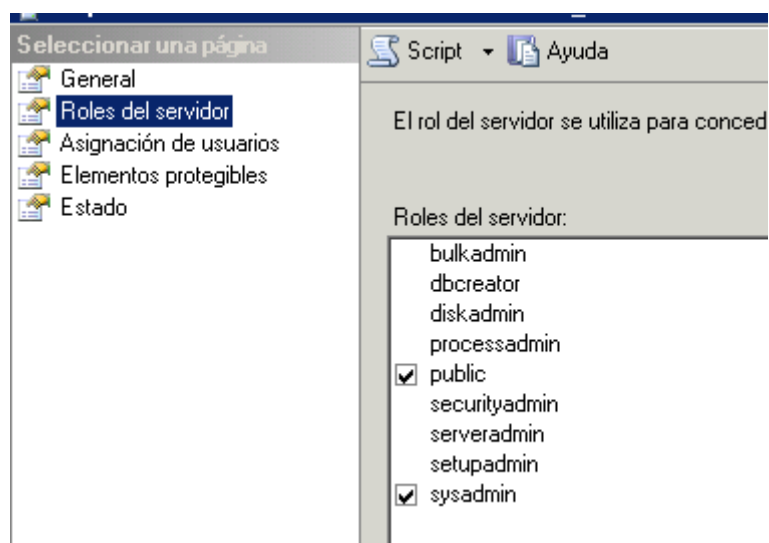 Seleccionar una página
General
Roles del servidor
Asignación de usuarios
Elementos protegibles
Estado
Script
Ayuda
El rol del servidor se utiliza para conced
Roles del servidor:
bulkadmin
dbcreator
diskadmin
processadmin
public
securityadmin
serveradmin
setupadmin
sysadmin